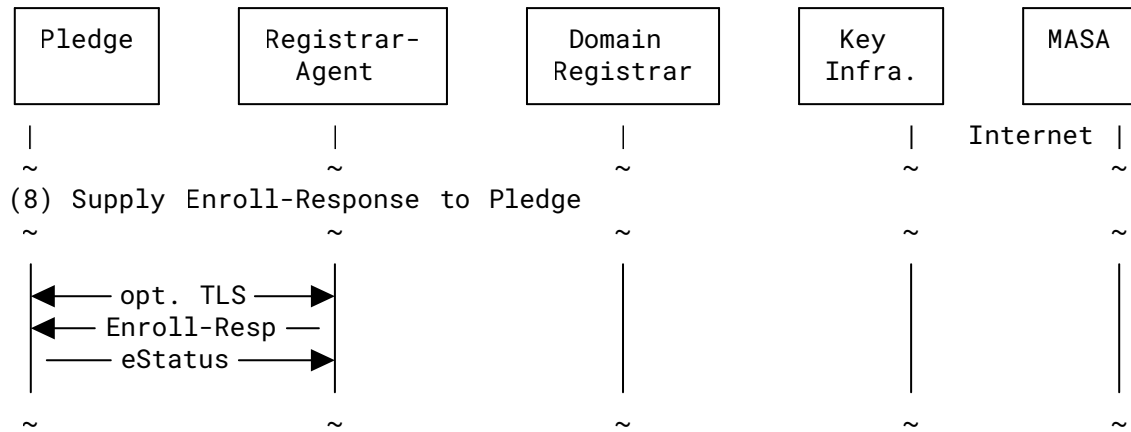 Pledge Registrar- Domain Key MASA
Agent Registrar Infra.
| | | | Internet |
~ ~ ~ ~ ~
(8) Supply Enroll-Response to Pledge
~ ~ ~ ~ ~
opt. TLS
Enroll-Resp
eStatus
~ ~ ~ ~ ~